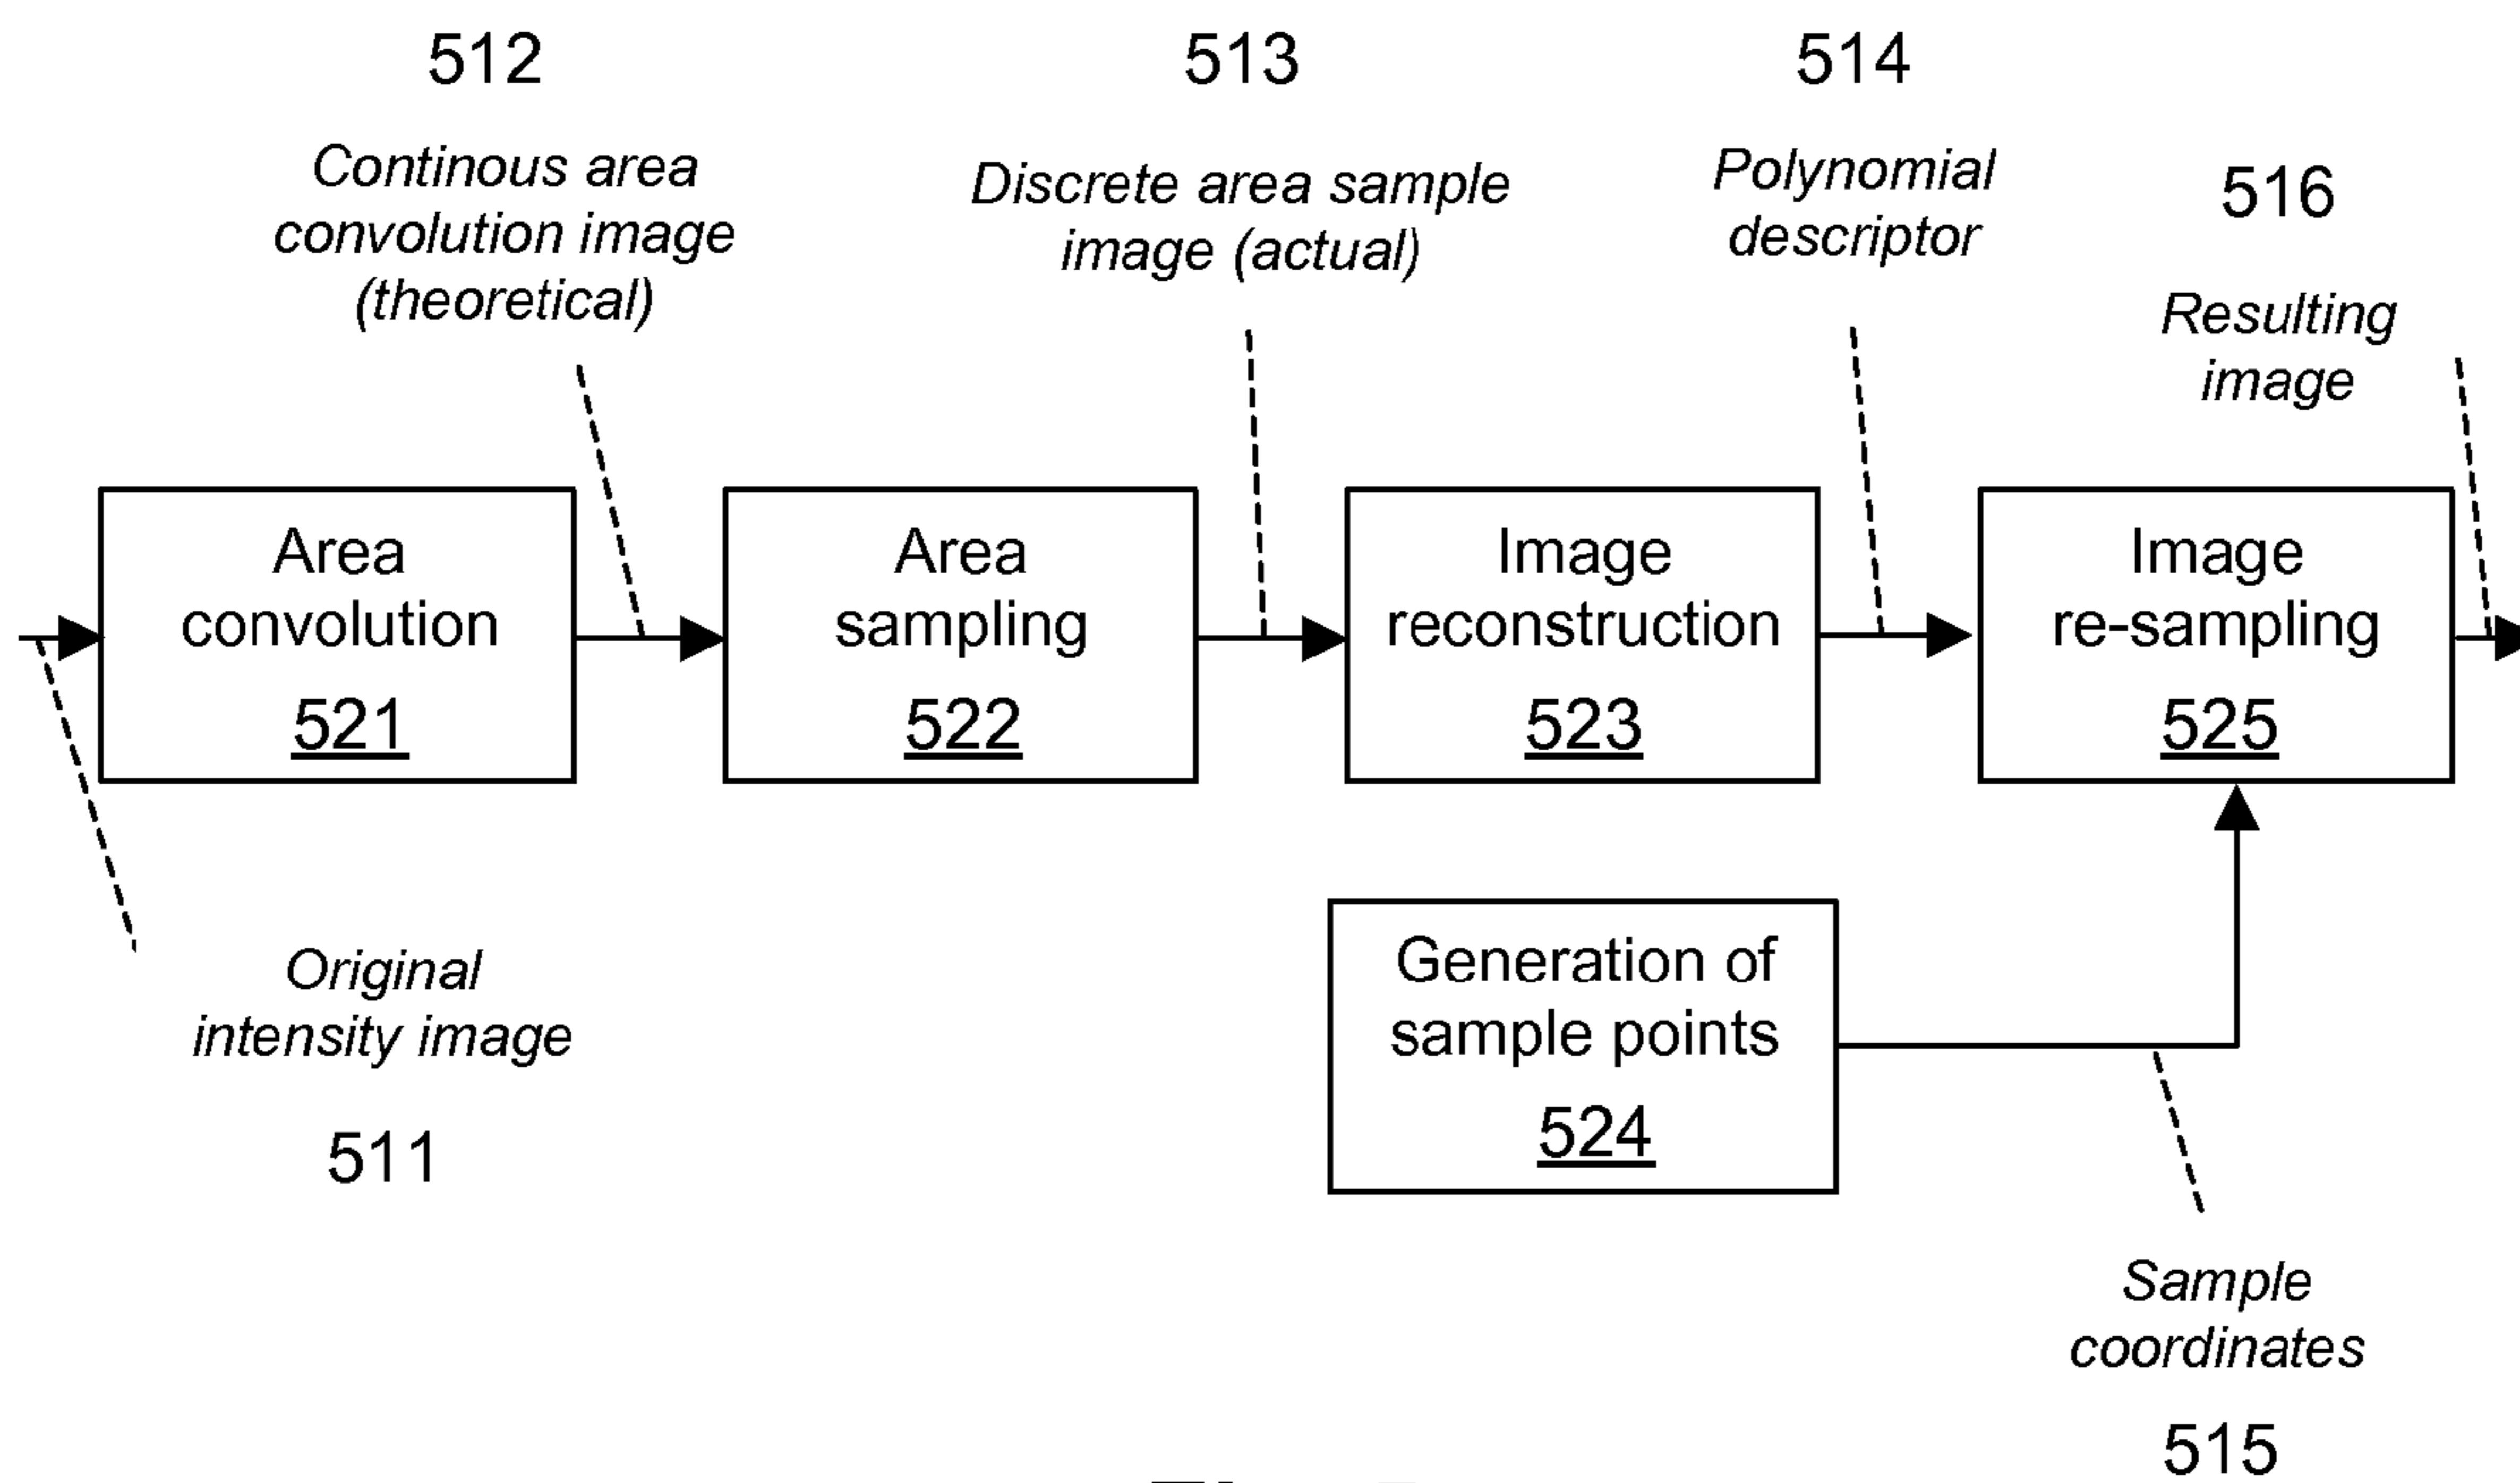 512
Continous area
convolution image
(theoretical)
513
Discrete area sample
image (actual)
514
Polynomial
descriptor
516
Resulting
image
Area
convolution
521
Area
sampling
522
Image
reconstruction
523
Image
re-sampling
525
Original
intensity image
511
Generation of
sample points
524
Sample
coordinates
515